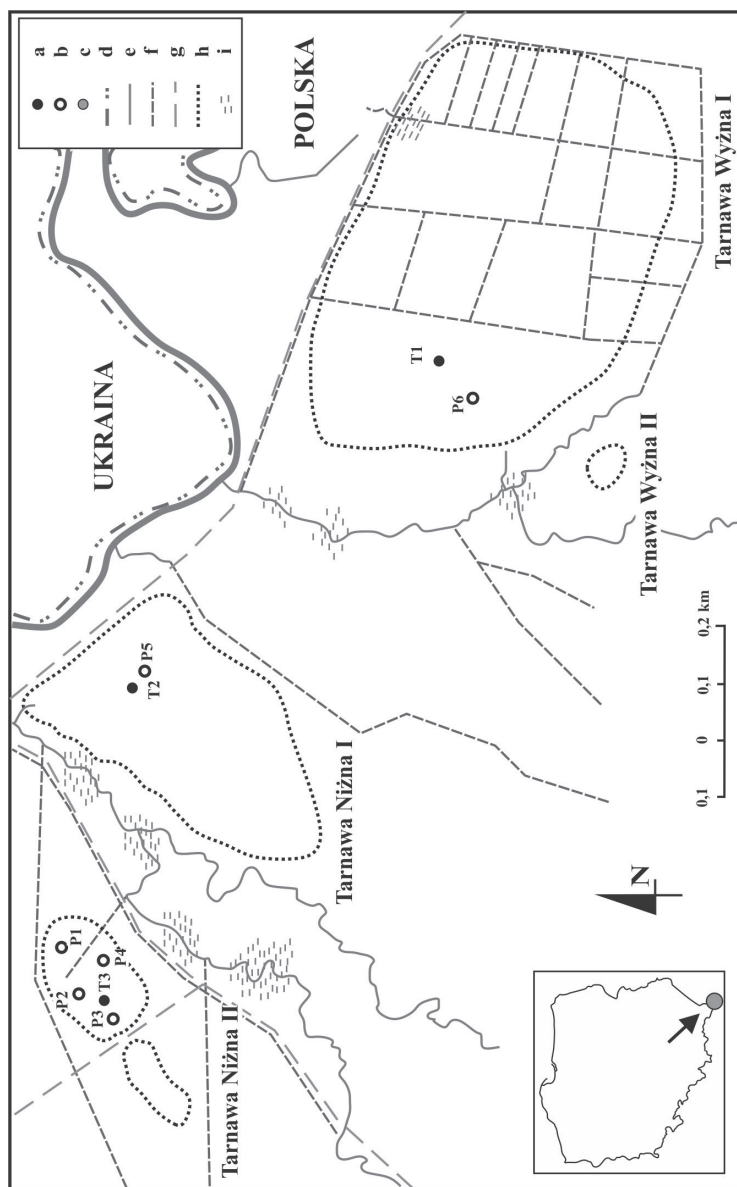 a
b
c
d
e
f
g
h
i
UKRAINA
POLSKA
P1
P2
P3
T3
P4
T2
P5
T1
P6
Tarnawa Niżna II
Tarnawa Niżna I
Tarnawa Wyżna II
Tarnawa Wyżna I
N
0,1 0 0,1 0,2 km